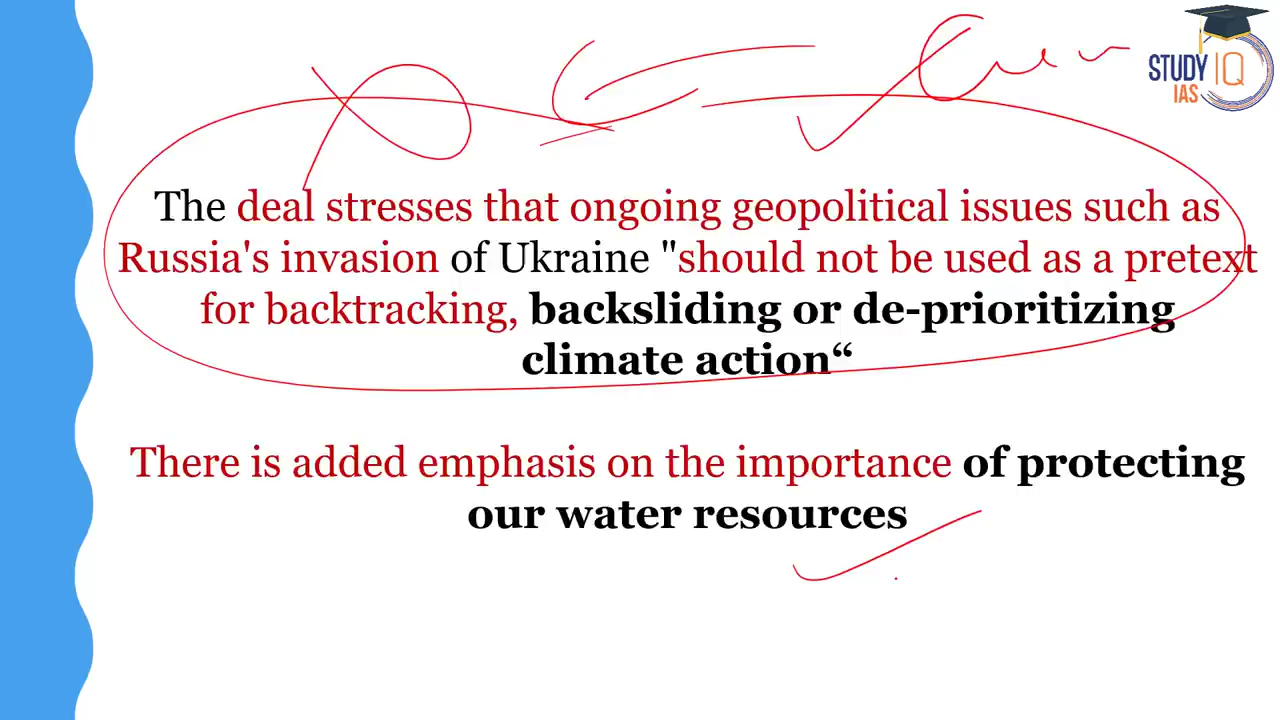 STUDY IQ
IAS
The deal stresses that ongoing geopolitical issues such as
Russia's invasion of Ukraine "should not be used as a pretext
for backtracking, backsliding or de-prioritizing
climate action“
There is added emphasis on the importance of protecting
our water resources